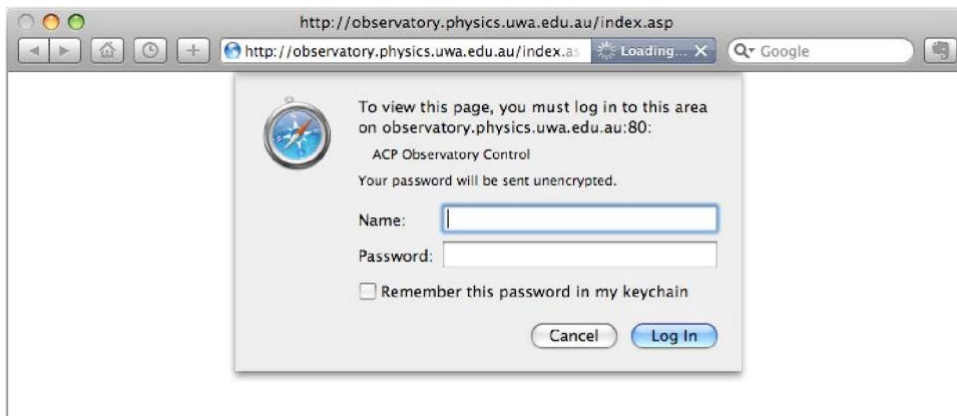 http://observatory.physics.uwa.edu.au/index.asp
http://observatory.physics.uwa.edu.au/index.as Loading... Google
To view this page, you must log in to this area
on observatory.physics.uwa.edu.au:80:
ACP Observatory Control
Your password will be sent unencrypted.
Name:
Password:
Remember this password in my keychain
Cancel Log In